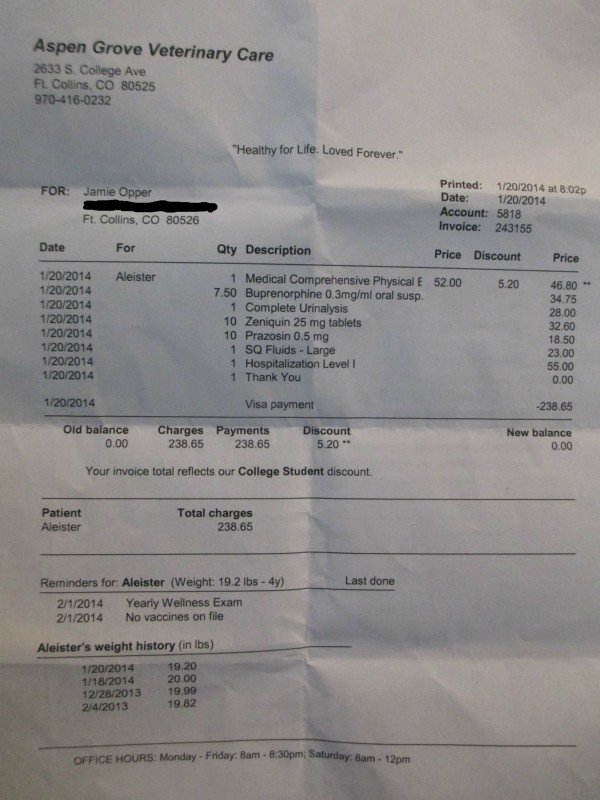 Aspen Grove Veterinary Care
2633 S. College Ave
Ft. Collins, CO 80525
970-416-0232
"Healthy for Life. Loved Forever."
FOR: Jamie Opper
Ft. Collins, CO 80526
Printed: 1/20/2014 at 8:02p
Date: 1/20/2014
Account: 5818
Invoice: 243155
Date For Qty Description Price Discount Price
1/20/2014 Aleister 1 Medical Comprehensive Physical E 52.00 5.20 46.80 **
1/20/2014 7.50 Buprenorphine 0.3mg/ml oral susp. 34.75
1/20/2014 1 Complete Urinalysis 28.00
1/20/2014 10 Zeniquin 25 mg tablets 32.60
1/20/2014 10 Prazosin 0.5 mg 18.50
1/20/2014 1 SQ Fluids - Large 23.00
1/20/2014 1 Hospitalization Level I 55.00
1/20/2014 1 Thank You 0.00
1/20/2014 Visa payment -238.65
Old balance Charges Payments Discount New balance
0.00 238.65 238.65 5.20 ** 0.00
Your invoice total reflects our College Student discount.
Patient Total charges
Aleister 238.65
Reminders for: Aleister (Weight: 19.2 lbs - 4y) Last done
2/1/2014 Yearly Wellness Exam
2/1/2014 No vaccines on file
Aleister's weight history (in lbs)
1/20/2014 19.20
1/18/2014 20.00
12/28/2013 19.99
2/4/2013 19.82
OFFICE HOURS: Monday - Friday: 8am - 8:30pm; Saturday: 8am - 12pm